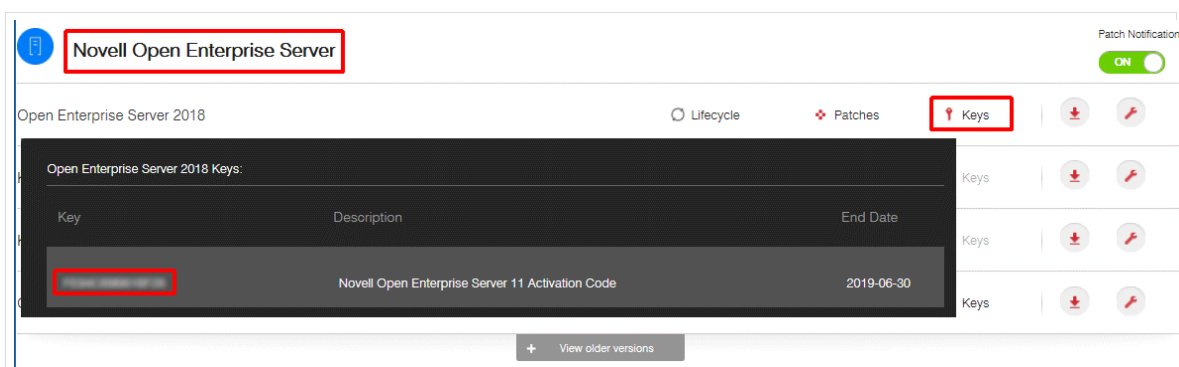 Novell Open Enterprise Server
Patch Notification
ON
Open Enterprise Server 2018 Lifecycle Patches Keys
Open Enterprise Server 2018 Keys:
Keys
Key Description End Date
Keys
Novell Open Enterprise Server 11 Activation Code 2019-06-30
Keys
+ View older versions